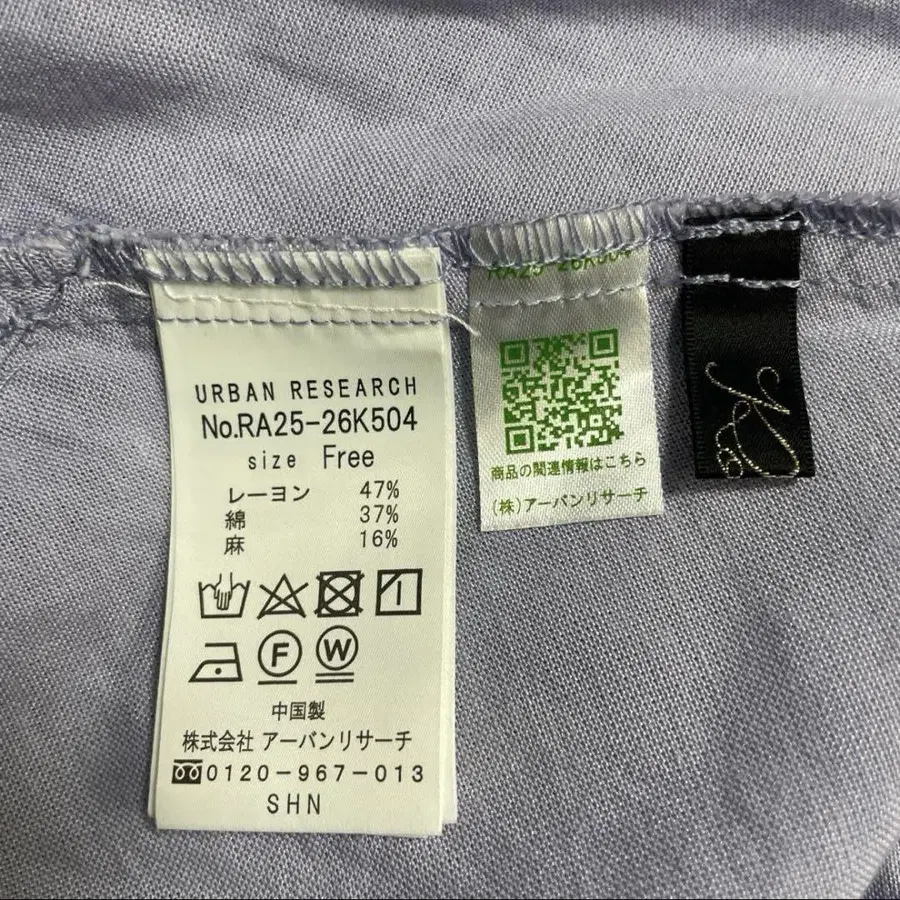 URBAN RESEARCH
No.RA25-26K504
size Free
レーヨン 47%
綿 37%
麻 16%
F W
中国製
株式会社 アーバンリサーチ
0120-967-013
SHN
RA25-26K504
商品の関連情報はこちら
(株)アーバンリサーチ